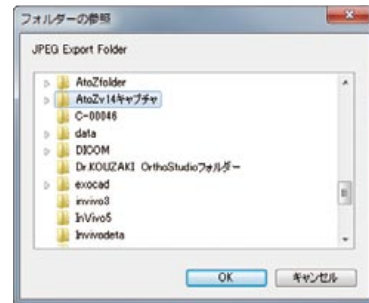 フォルダーの参照
JPEG Export Folder
AtoZfolder
AtoZv14キャプチャ
C-00046
data
DICOM
Dr.KOUZAKI OrthoStudioフォルダー
exocad
invivo3
InVivo5
Invivodeta
OK
キャンセル